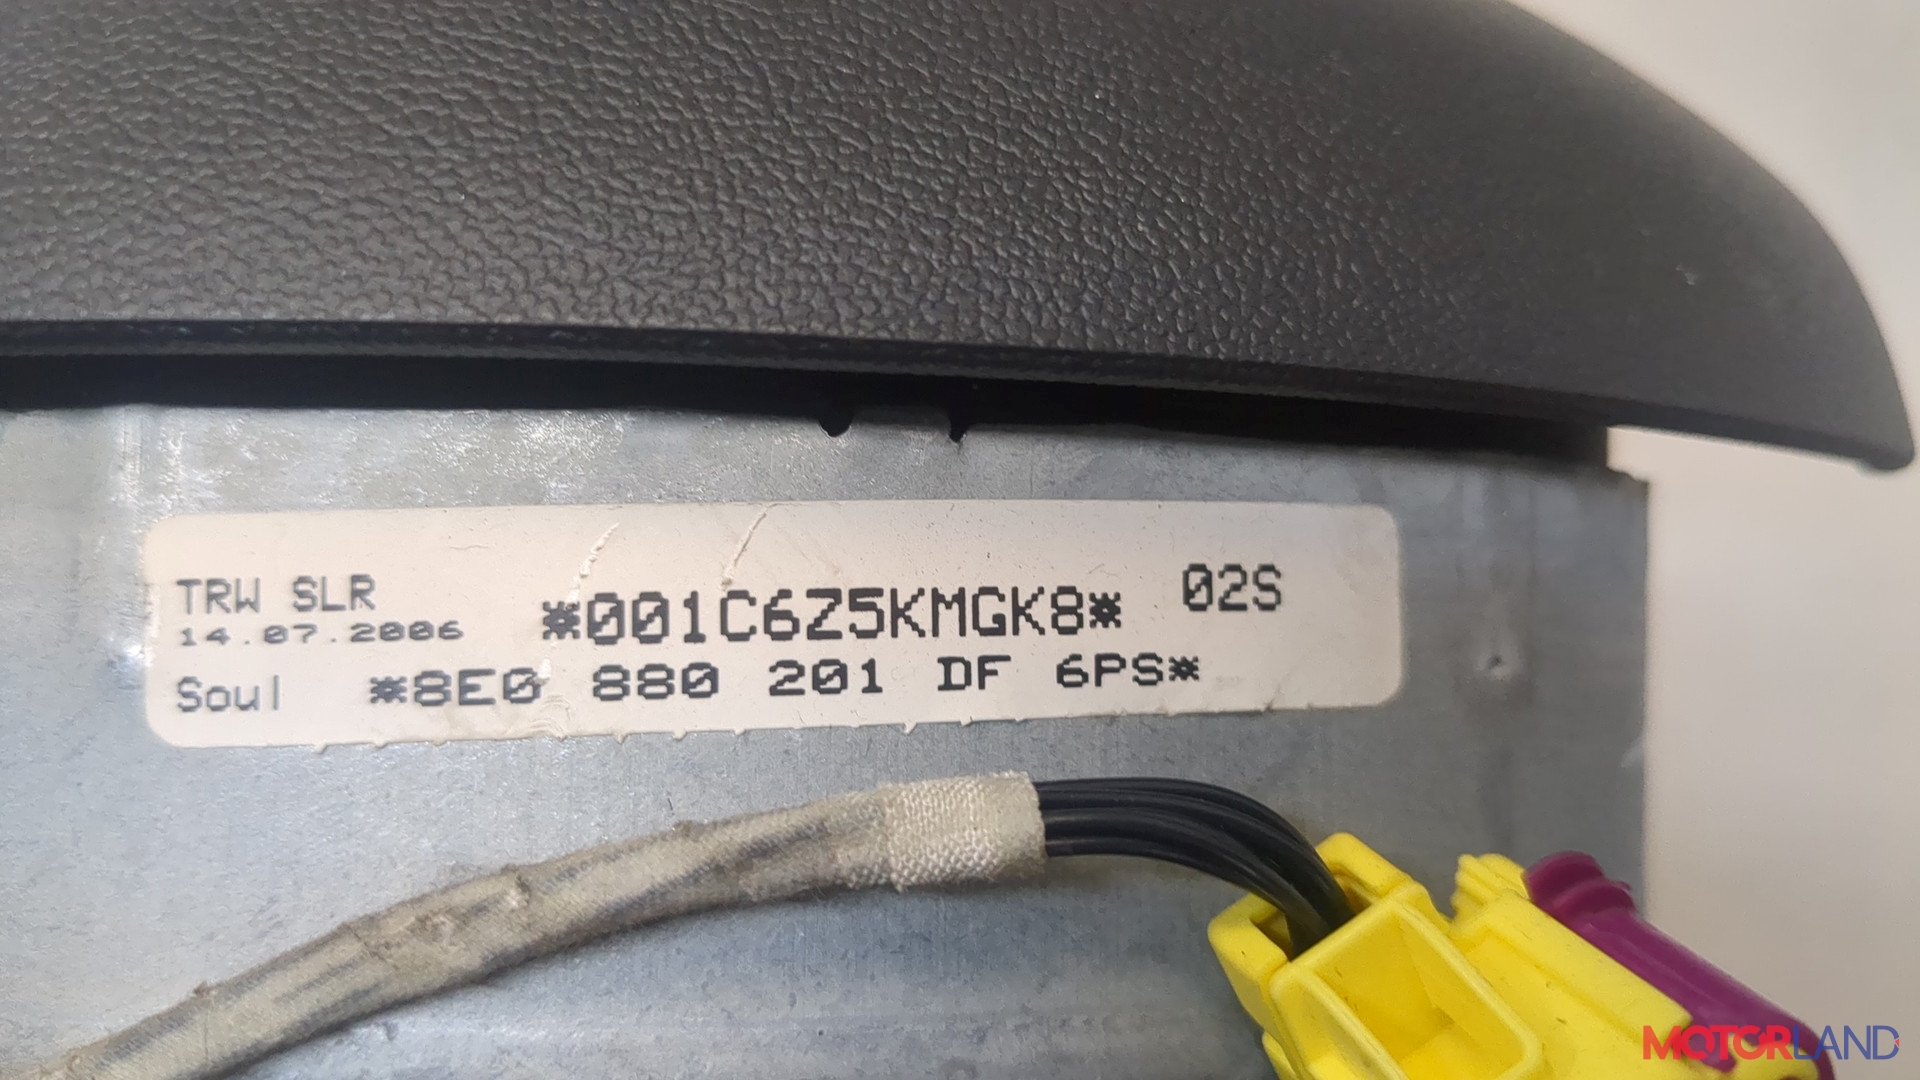 TRW SLR
14.07.2006
*001C6Z5KMGK8*
02S
Soul *8E0 880 201 DF 6PS*
MOTORLAND